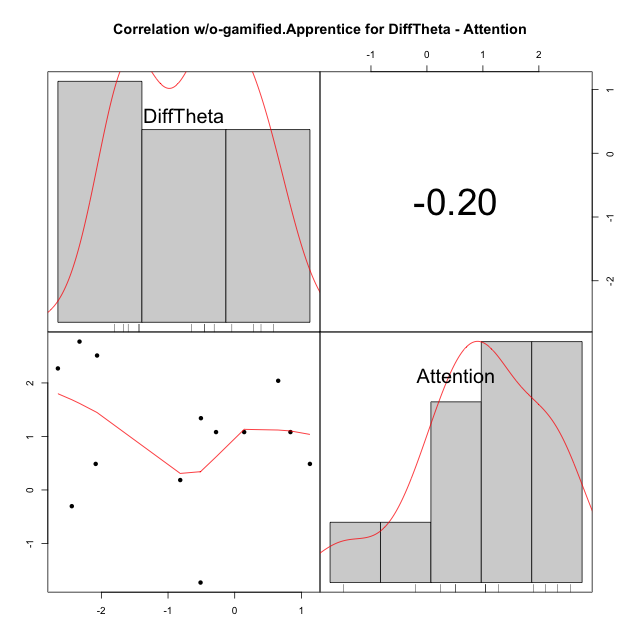 Correlation w/o-gamified.Apprentice for DiffTheta - Attention
-1 0 1 2
DiffTheta
-0.20
1
0
-1
-2
Attention
2
1
0
-1
-2 -1 0 1